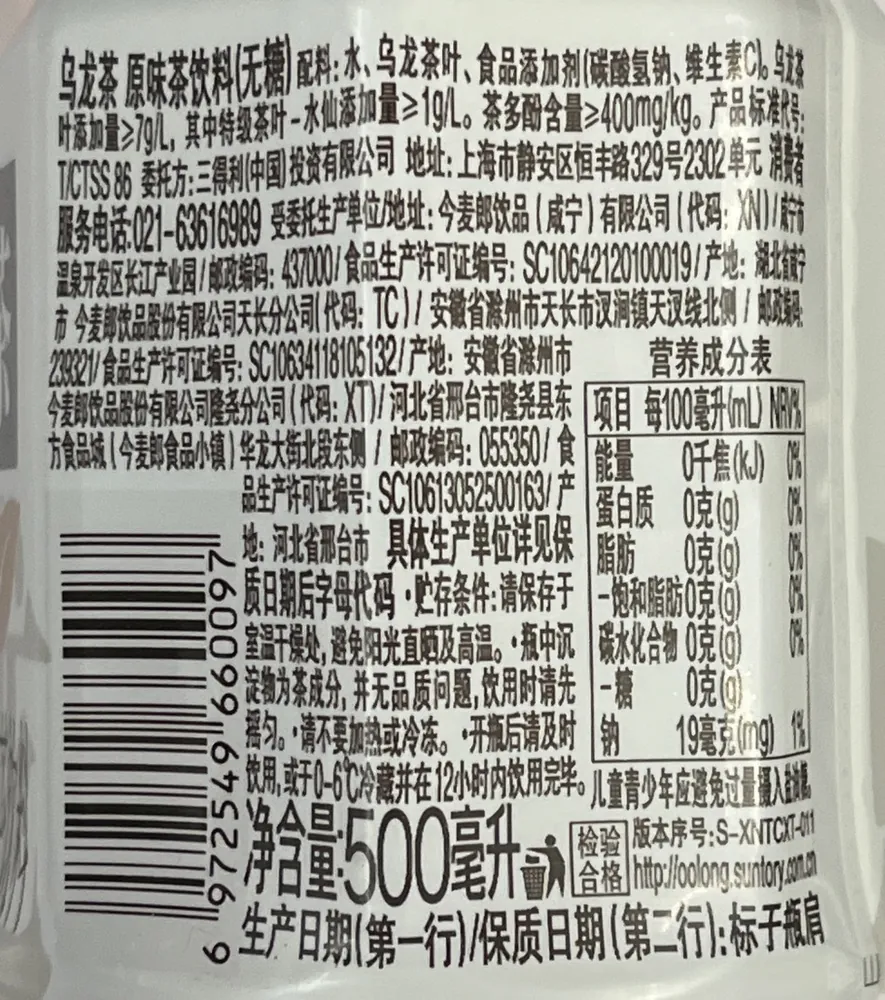 乌龙茶 原味茶饮料(无糖) 配料:水、乌龙茶叶、食品添加剂(碳酸氢钠、维生素C)。乌龙茶
叶添加量≥7g/L,其中特级茶叶-水仙添加量≥1g/L。茶多酚含量≥400mg/kg。产品标准代号:
T/CTSS 86 委托方:三得利(中国)投资有限公司 地址:上海市静安区恒丰路329号2302单元 消费者
服务电话:021-63616989 受委托生产单位/地址:今麦郎饮品(咸宁)有限公司(代码:XN)/咸宁市
温泉开发区长江产业园/邮政编码:437000/食品生产许可证编号:SC10642120100019/产地:湖北省咸宁
市 今麦郎饮品股份有限公司天长分公司(代码:TC)/安徽省滁州市天长市汊涧镇天汊线北侧/邮政编码:
239321/食品生产许可证编号:SC10634118105132/产地:安徽省滁州市
今麦郎饮品股份有限公司隆尧分公司(代码:XT)/河北省邢台市隆尧县东
方食品城(今麦郎食品小镇)华龙大街北段东侧/邮政编码:055350/食
品生产许可证编号:SC10613052500163/产
地:河北省邢台市 具体生产单位详见保
质日期后字母代码·贮存条件:请保存于
室温干燥处,避免阳光直晒及高温。·瓶中沉
淀物为茶成分,并无品质问题,饮用时请先
摇匀。·请不要加热或冷冻。·开瓶后请及时
饮用,或于0-6℃冷藏并在12小时内饮用完毕。
营养成分表
项目 每100毫升(mL) NRV%
能量 0千焦(kJ) 0%
蛋白质 0克(g) 0%
脂肪 0克(g) 0%
-饱和脂肪 0克(g) 0%
碳水化合物 0克(g) 0%
-糖 0克(g)
钠 19毫克(mg) 1%
儿童青少年应避免过量摄入盐油糖。
净含量:500毫升
检验
合格
版本序号:S-XNTCXT-011
http://oolong.suntory.com.cn
生产日期(第一行)/保质日期(第二行):标于瓶肩
6 972549 660097